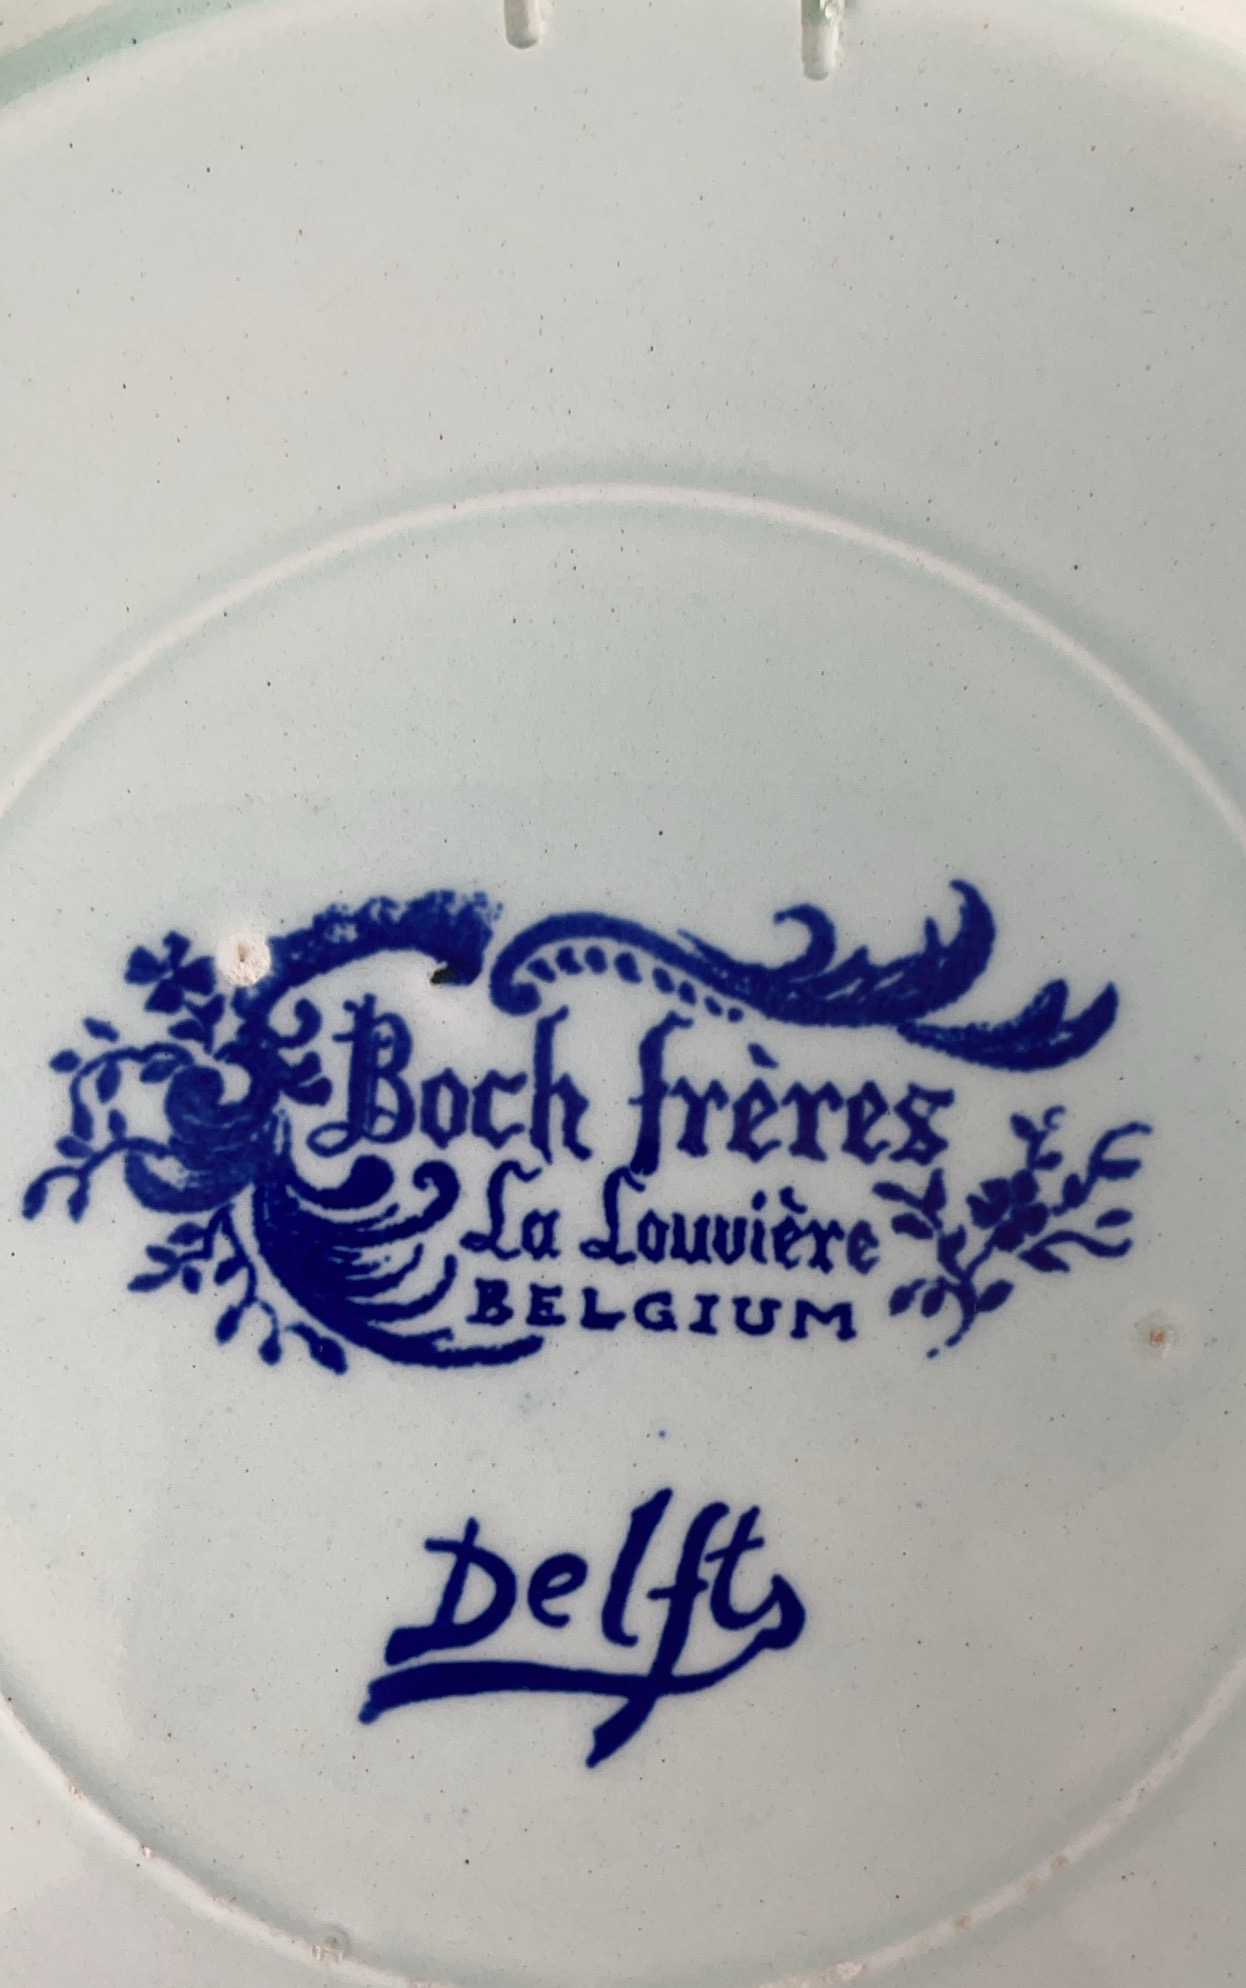 Boch frères
La Louvière
BELGIUM
Delfts